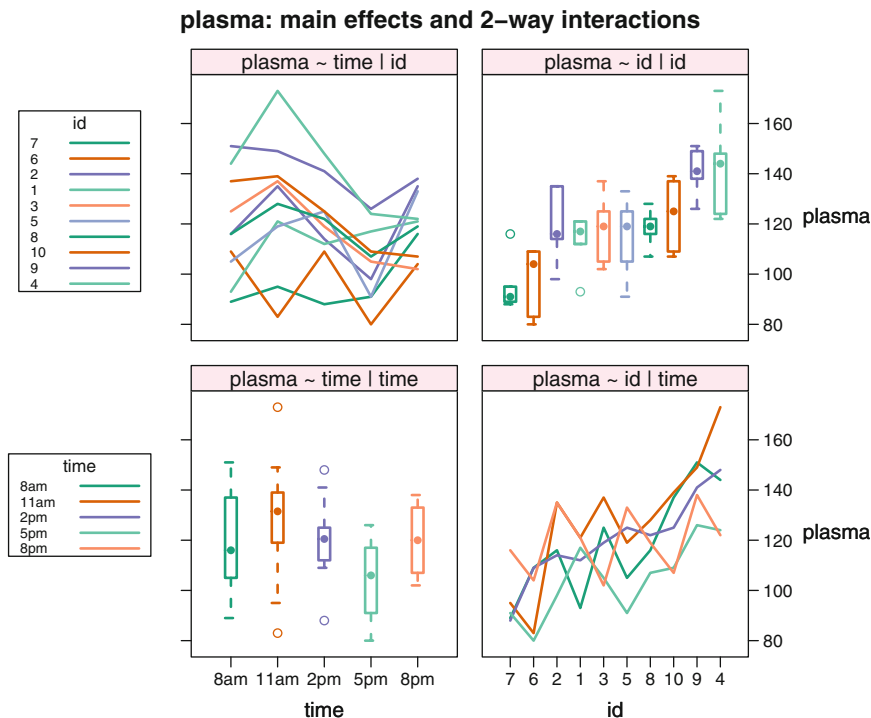 plasma: main effects and 2−way interactions
plasma ~ time | id
plasma ~ id | id
id
7
6
2
1
3
5
8
10
9
4
160
140
120
100
80
plasma
plasma ~ time | time
plasma ~ id | time
time
8am
11am
2pm
5pm
8pm
160
140
120
100
80
plasma
8am 11am 2pm 5pm 8pm
7 6 2 1 3 5 8 10 9 4
time
id